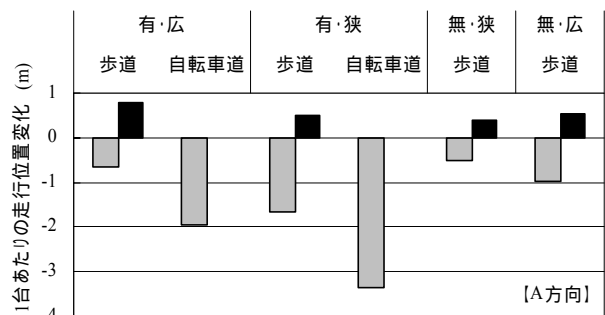 有・広 有・狭 無・狭 無・広
歩道 自転車道 歩道 自転車道 歩道 歩道
1台あたりの走行位置変化 (m)
1
0
-1
-2
-3
-4
【A方向】